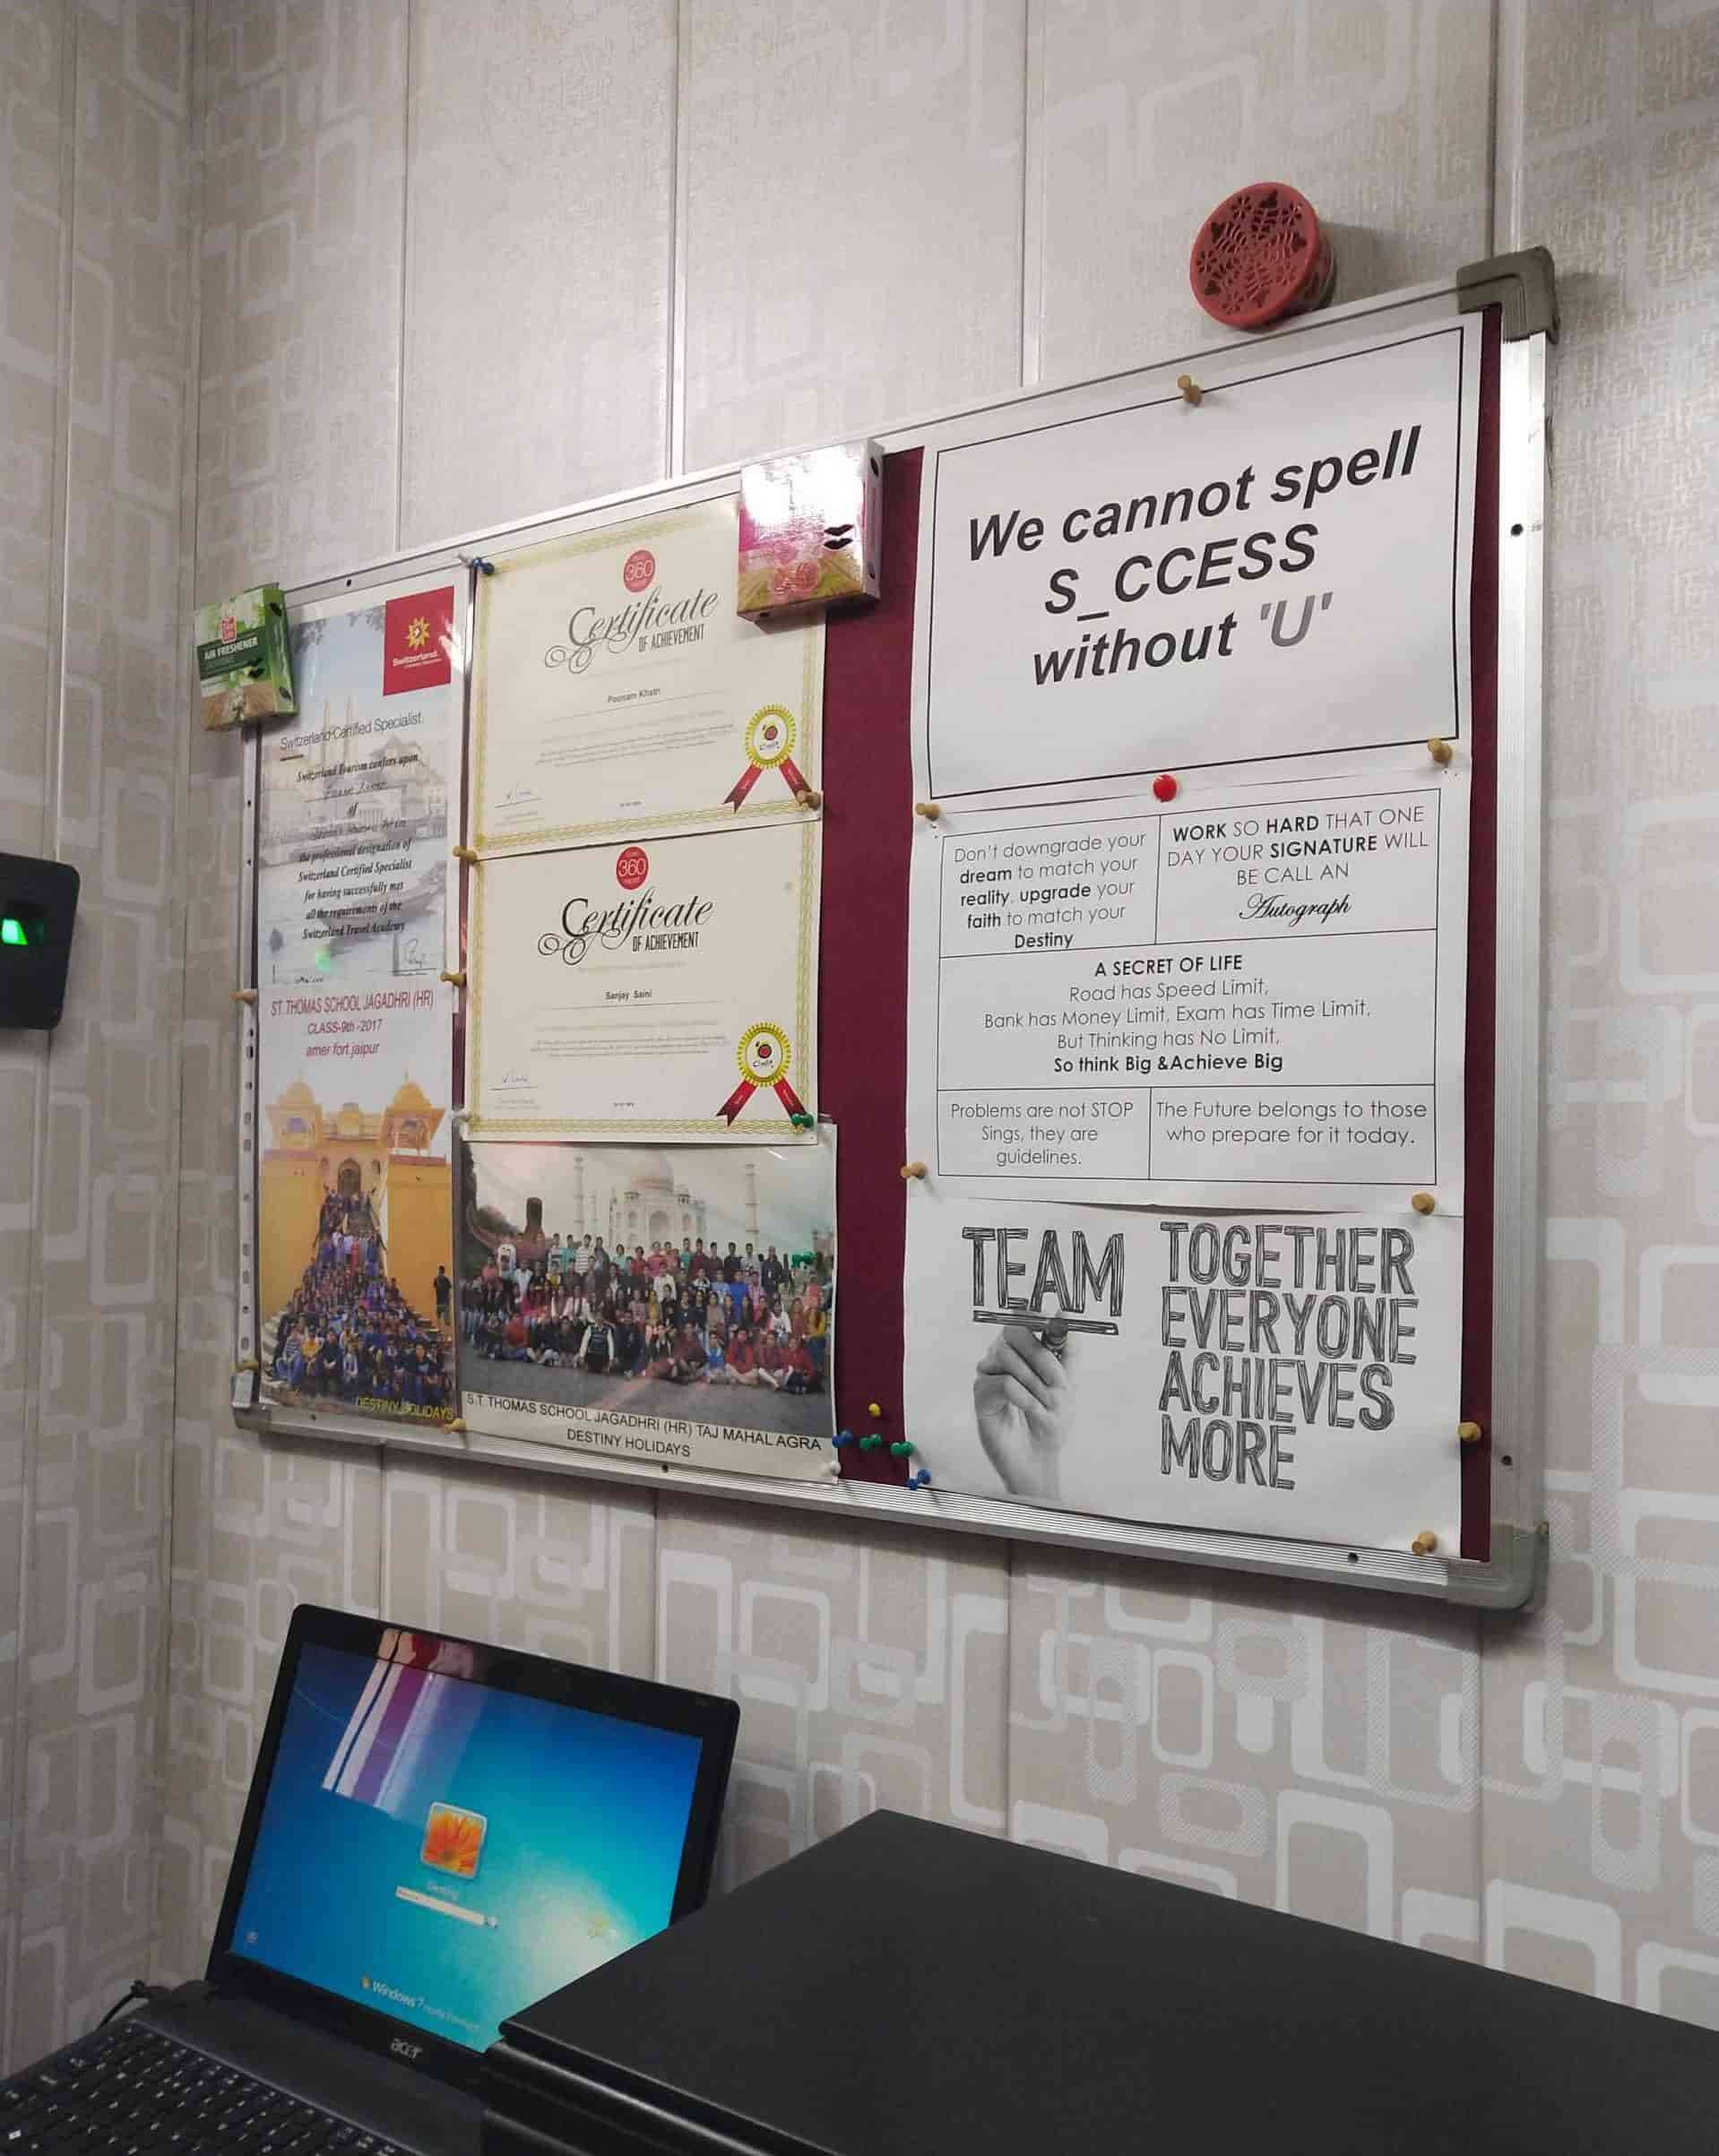 AIR FRESHENER
Switzerland.
Switzerland Certified Specialist.
Switzerland Tourism confers upon
of
the professional designation of
Switzerland Certified Specialist
for having successfully met
all the requirements of the
Switzerland Travel Academy
ST. THOMAS SCHOOL JAGADHRI (HR)
CLASS-9th -2017
amer fort jaipur
DESTINY HOLIDAYS
360
Certificate
OF ACHIEVEMENT
Poonam Khatri
360
Certificate
OF ACHIEVEMENT
Sanjay Saini
S.T. THOMAS SCHOOL JAGADHRI (HR) TAJ MAHAL AGRA
DESTINY HOLIDAYS
We cannot spell
S_CCESS
without 'U'
Don't downgrade your
dream to match your
reality, upgrade your
faith to match your
Destiny
WORK SO HARD THAT ONE
DAY YOUR SIGNATURE WILL
BE CALL AN
Autograph
A SECRET OF LIFE
Road has Speed Limit,
Bank has Money Limit, Exam has Time Limit,
But Thinking has No Limit,
So think Big &Achieve Big
Problems are not STOP
Sings, they are
guidelines.
The Future belongs to those
who prepare for it today.
TEAM
TOGETHER
EVERYONE
ACHIEVES
MORE
Windows 7 Home Premium
acer